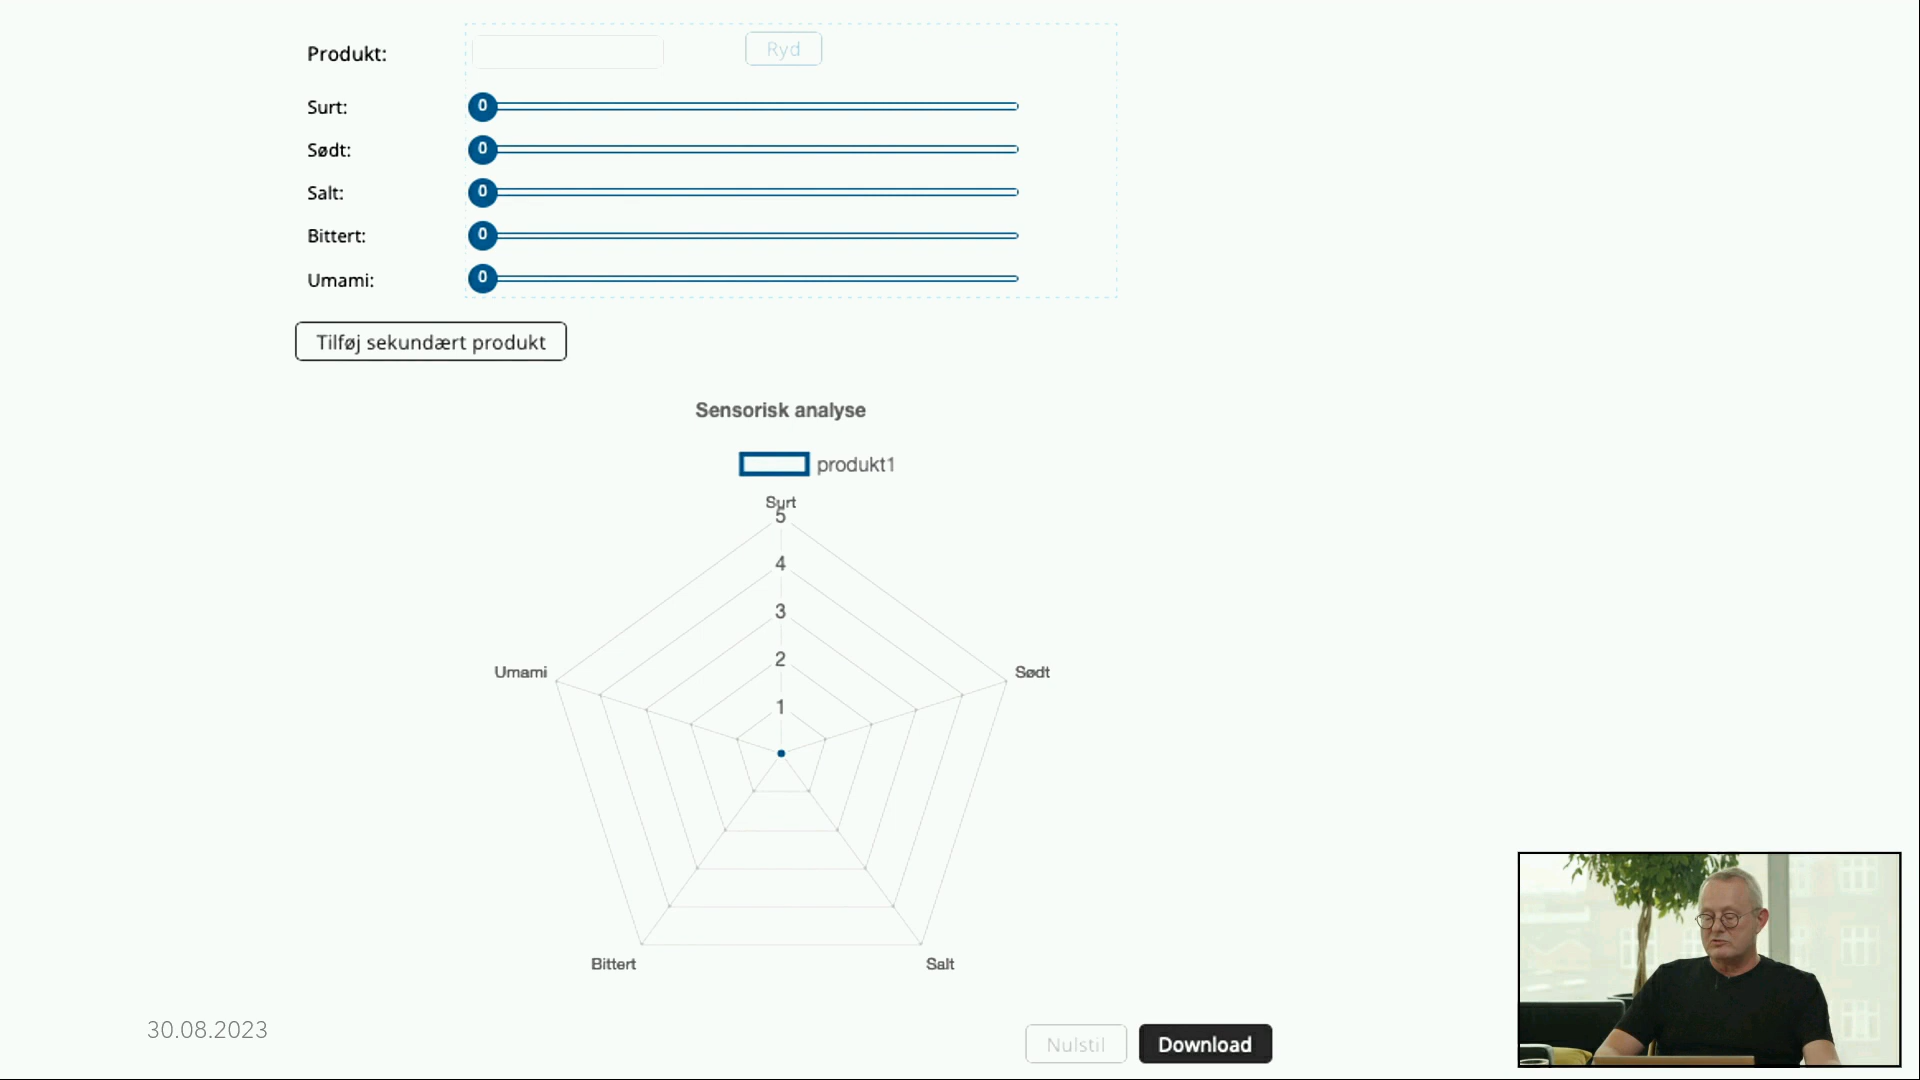 Produkt:
Ryd
Surt:
0
Sødt:
0
Salt:
0
Bittert:
0
Umami:
0
Tilføj sekundært produkt
Sensorisk analyse
produkt1
Surt
5
4
3
2
1
Umami
Sødt
Bittert
Salt
30.08.2023
Nulstil
Download